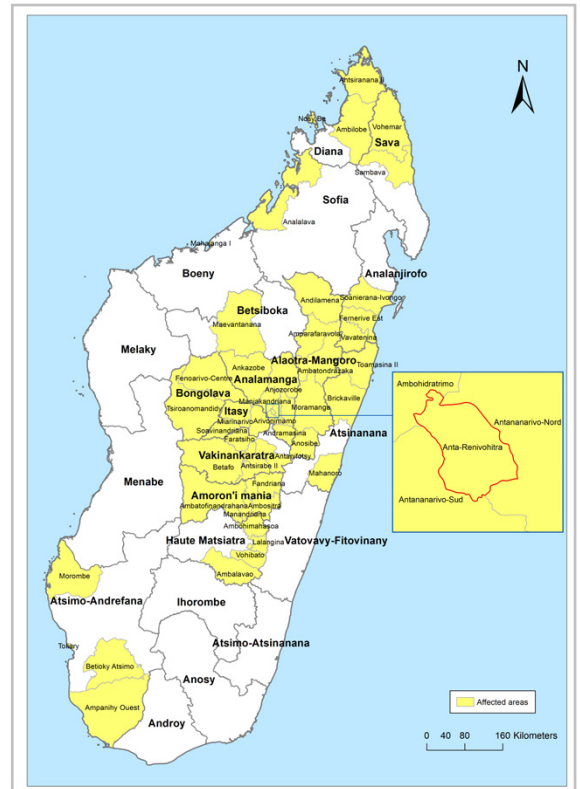 N
Antsiranana II
Nosy Be
Ambilobe
Vohemar
Diana
Sava
Sambava
Sofia
Analalava
Mahajanga I
Boeny
Analanjirofo
Betsiboka
Andilamena
Soanierana-Ivongo
Maevantanana
Fenerive Est
Melaky
Amparafaravola
Vavatenina
Alaotra-Mangoro
Toamasina II
Ankazobe
Ambatondrazaka
Fenoarivo-Centre
Analamanga
Anjozorobe
Bongolava
Manjakandriana
Brickaville
Tsiroanomandidy
Itasy
Moramanga
Miarinarivo
Arivonimamo
Soavinandriana
Andramasina
Atsinanana
Faratsiho
Anosibe
Vakinankaratra
Antanifotsy
Menabe
Betafo
Antsirabe II
Mahanoro
Fandriana
Amoron'i mania
Ambatofinandrahana
Ambositra
Manandriana
Ambohimahasoa
Haute Matsiatra
Lalangina
Vatovavy-Fitovinany
Vohibato
Morombe
Ambalavao
Atsimo-Andrefana
Ihorombe
Toliary
Atsimo-Atsinanana
Betioky Atsimo
Anosy
Ampanihy Ouest
Androy
Ambohidratrimo
Antananarivo-Nord
Anta-Renivohitra
Antananarivo-Sud
Affected areas
0 40 80 160 Kilometers